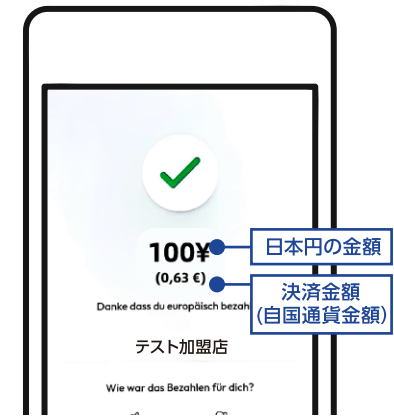 100¥
日本円の金額
(0,63 €)
決済金額
(自国通貨金額)
Danke dass du europäisch bezah
テスト加盟店
Wie war das Bezahlen für dich?